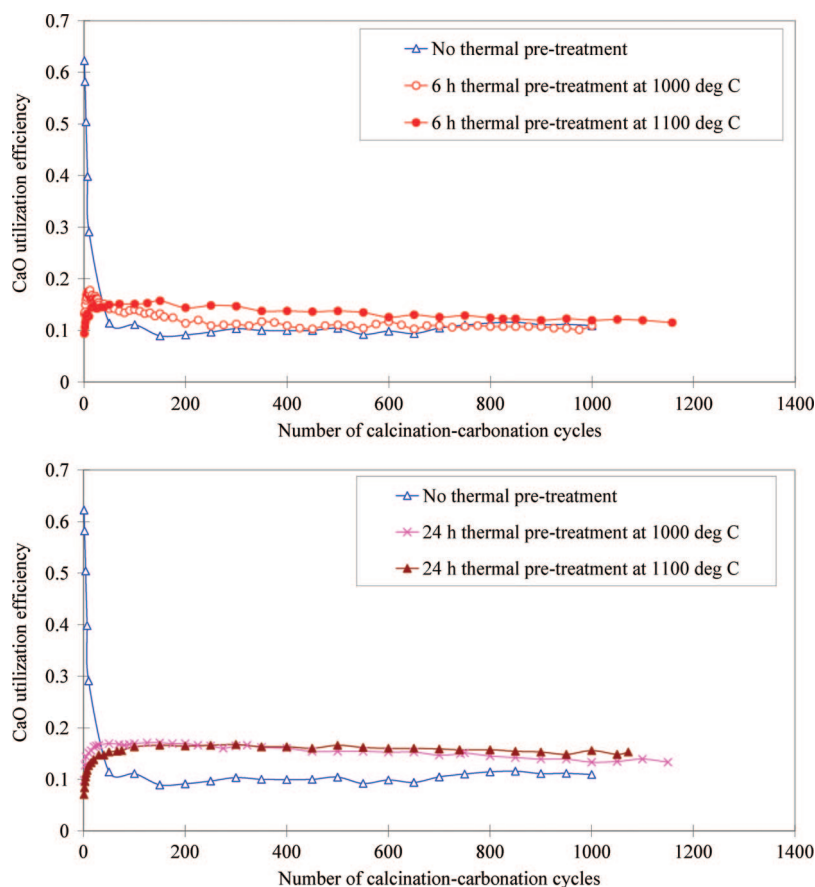 0.7
No thermal pre-treatment
0.6
6 h thermal pre-treatment at 1000 deg C
0.5
6 h thermal pre-treatment at 1100 deg C
0.4
CaO utilization efficiency
0.3
0.2
0.1
0
0 200 400 600 800 1000 1200 1400
Number of calcination-carbonation cycles
0.7
No thermal pre-treatment
0.6
24 h thermal pre-treatment at 1000 deg C
0.5
24 h thermal pre-treatment at 1100 deg C
0.4
CaO utilization efficiency
0.3
0.2
0.1
0
0 200 400 600 800 1000 1200 1400
Number of calcination-carbonation cycles